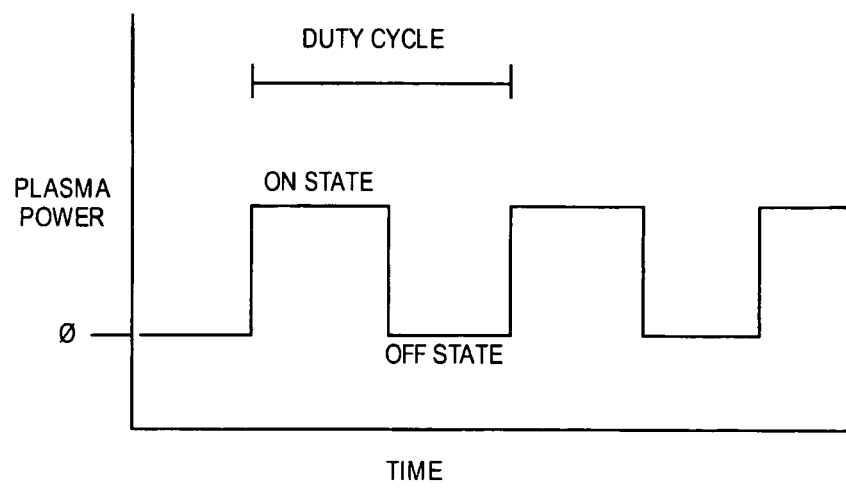 DUTY CYCLE
ON STATE
PLASMA
POWER
Ø
OFF STATE
TIME